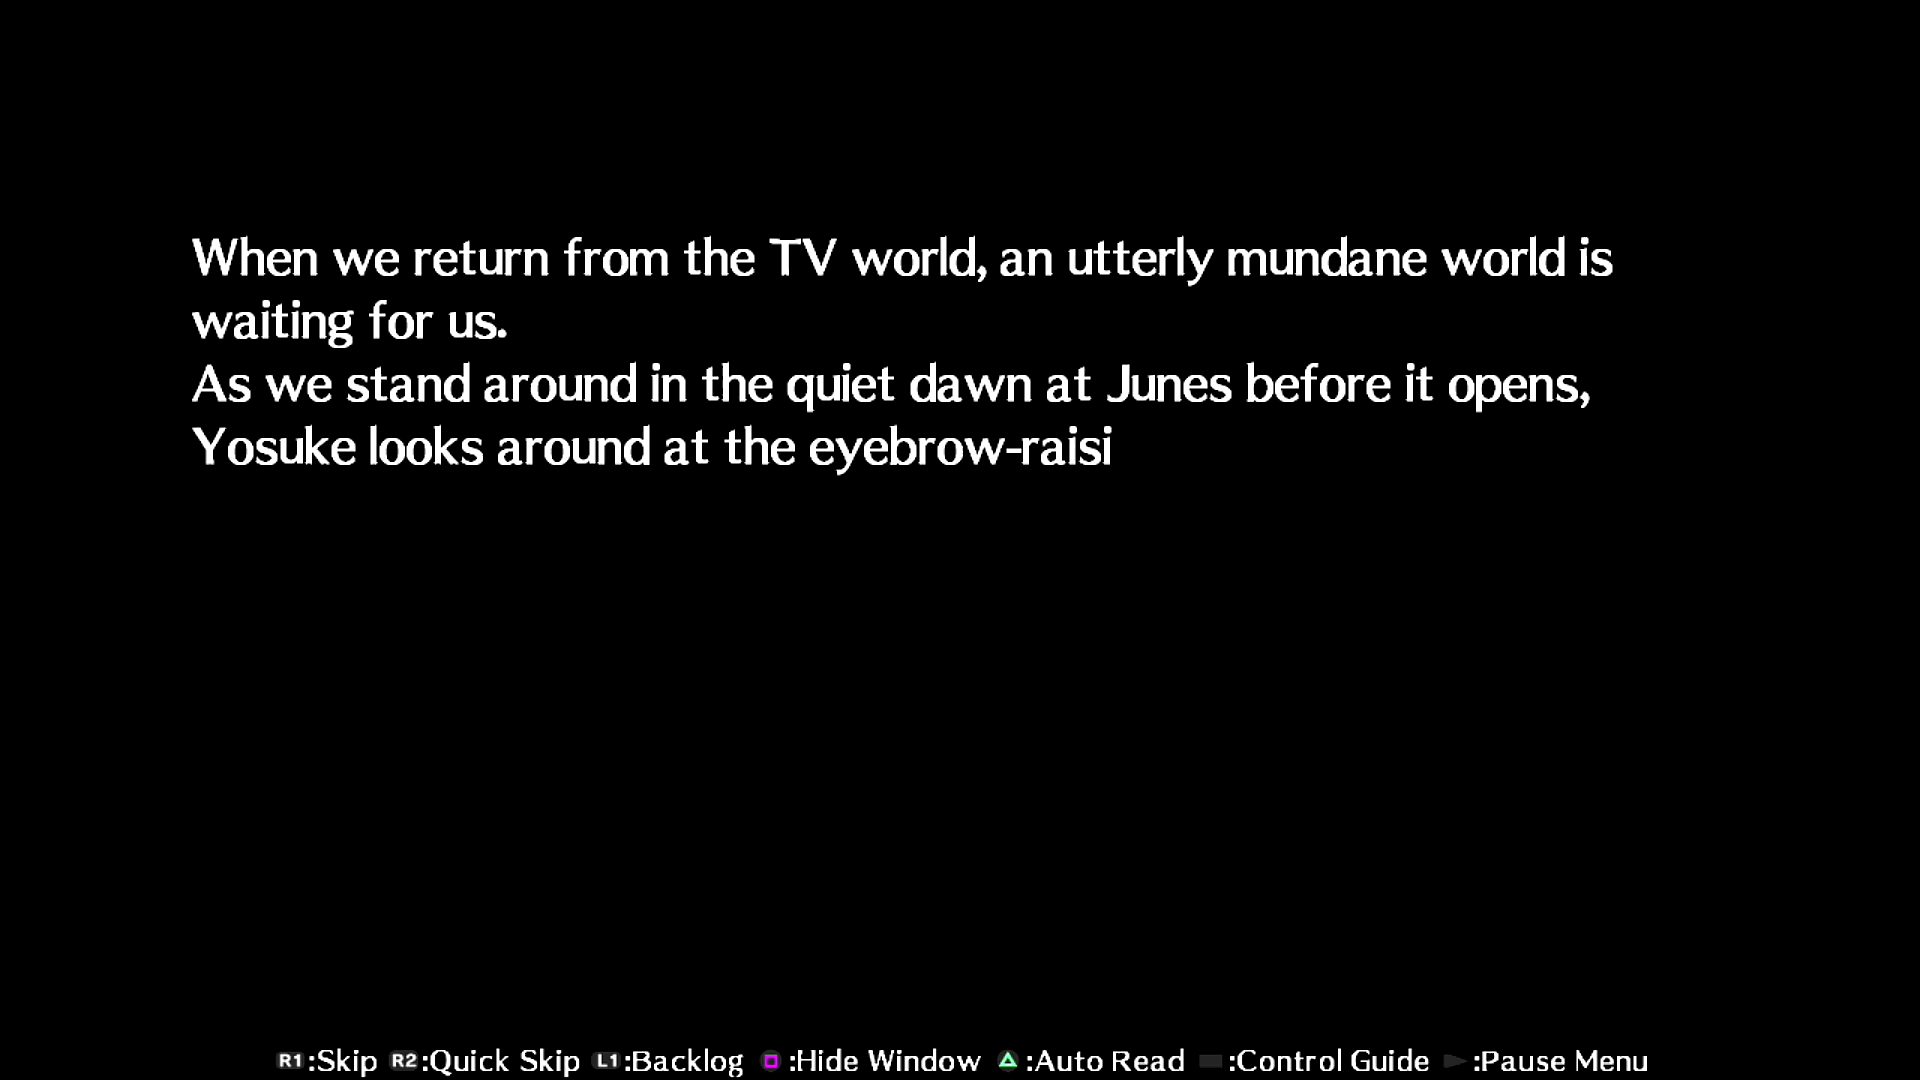 When we return from the TV world, an utterly mundane world is
waiting for us.
As we stand around in the quiet dawn at Junes before it opens,
Yosuke looks around at the eyebrow-raisi
R1:Skip R2:Quick Skip L1:Backlog :Hide Window :Auto Read :Control Guide :Pause Menu